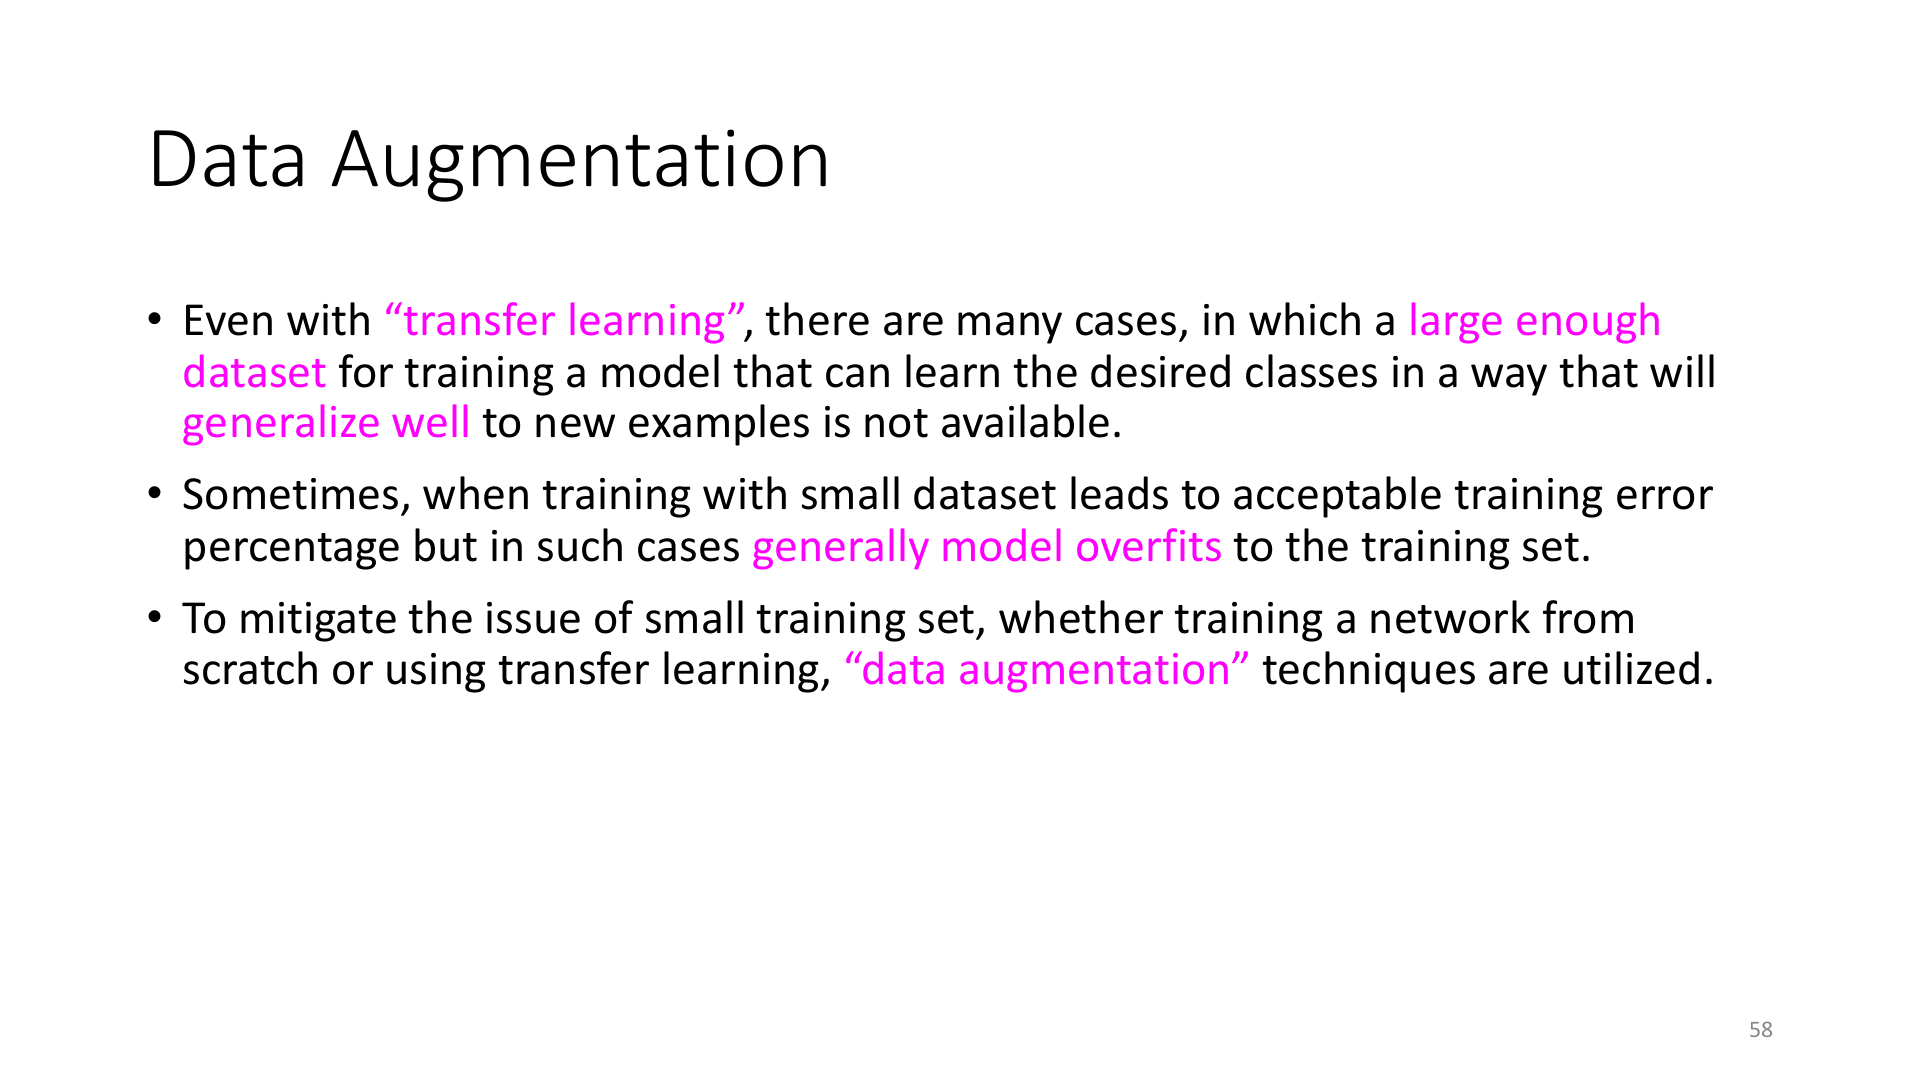 Data Augmentation
• Even with “transfer learning”, there are many cases, in which a large enough
dataset for training a model that can learn the desired classes in a way that will
generalize well to new examples is not available.
• Sometimes, when training with small dataset leads to acceptable training error
percentage but in such cases generally model overfits to the training set.
• To mitigate the issue of small training set, whether training a network from
scratch or using transfer learning, “data augmentation” techniques are utilized.
58